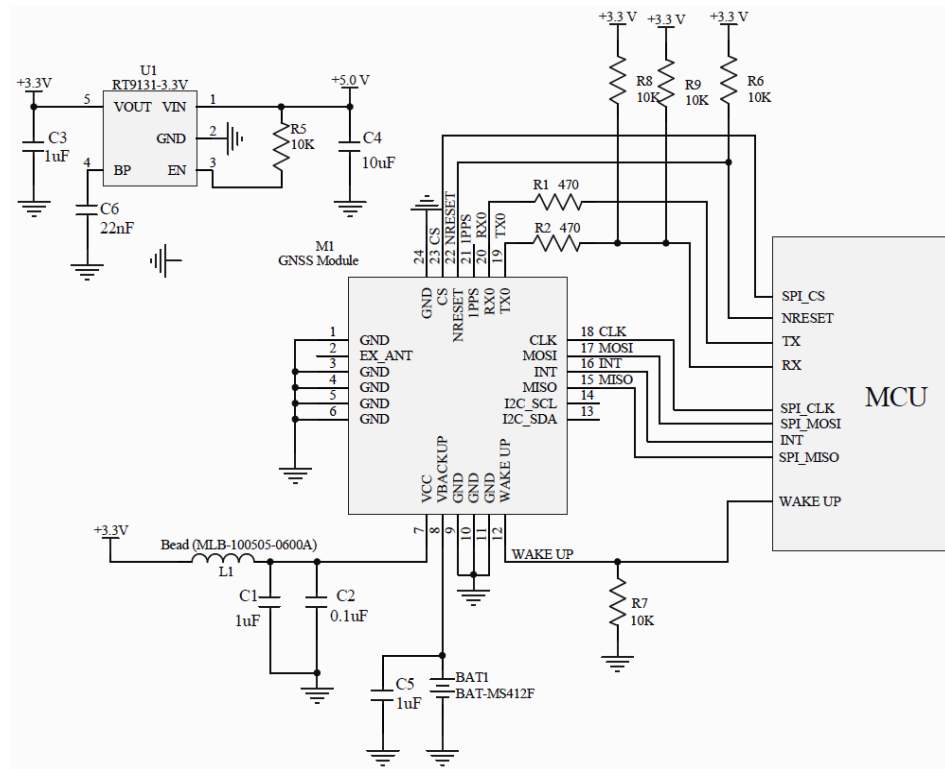 +3.3 V
+3.3 V
+3.3 V
U1
RT9131-3.3V
+3.3V
+5.0 V
5
VOUT
VIN
1
GND
2
4
BP
EN
3
R5
10K
C3
1uF
C4
10uF
C6
22nF
R8
10K
R9
10K
R6
10K
R1 470
R2 470
M1
GNSS Module
24
23 CS
22 NRESET
21 1PPS
20 RX0
19 TX0
GND
CS
NRESET
1PPS
RX0
TX0
1 GND
2 EX_ANT
3 GND
4 GND
5 GND
6 GND
CLK 18 CLK
MOSI 17 MOSI
INT 16 INT
MISO 15 MISO
I2C_SCL 14
I2C_SDA 13
VCC
VBACKUP
GND
GND
GND
WAKE UP
7
8
9
10
11
12
WAKE UP
SPI_CS
NRESET
TX
RX
MCU
SPI_CLK
SPI_MOSI
INT
SPI_MISO
WAKE UP
+3.3V
Bead (MLB-100505-0600A)
L1
C1
1uF
C2
0.1uF
R7
10K
C5
1uF
BAT1
BAT-MS412F